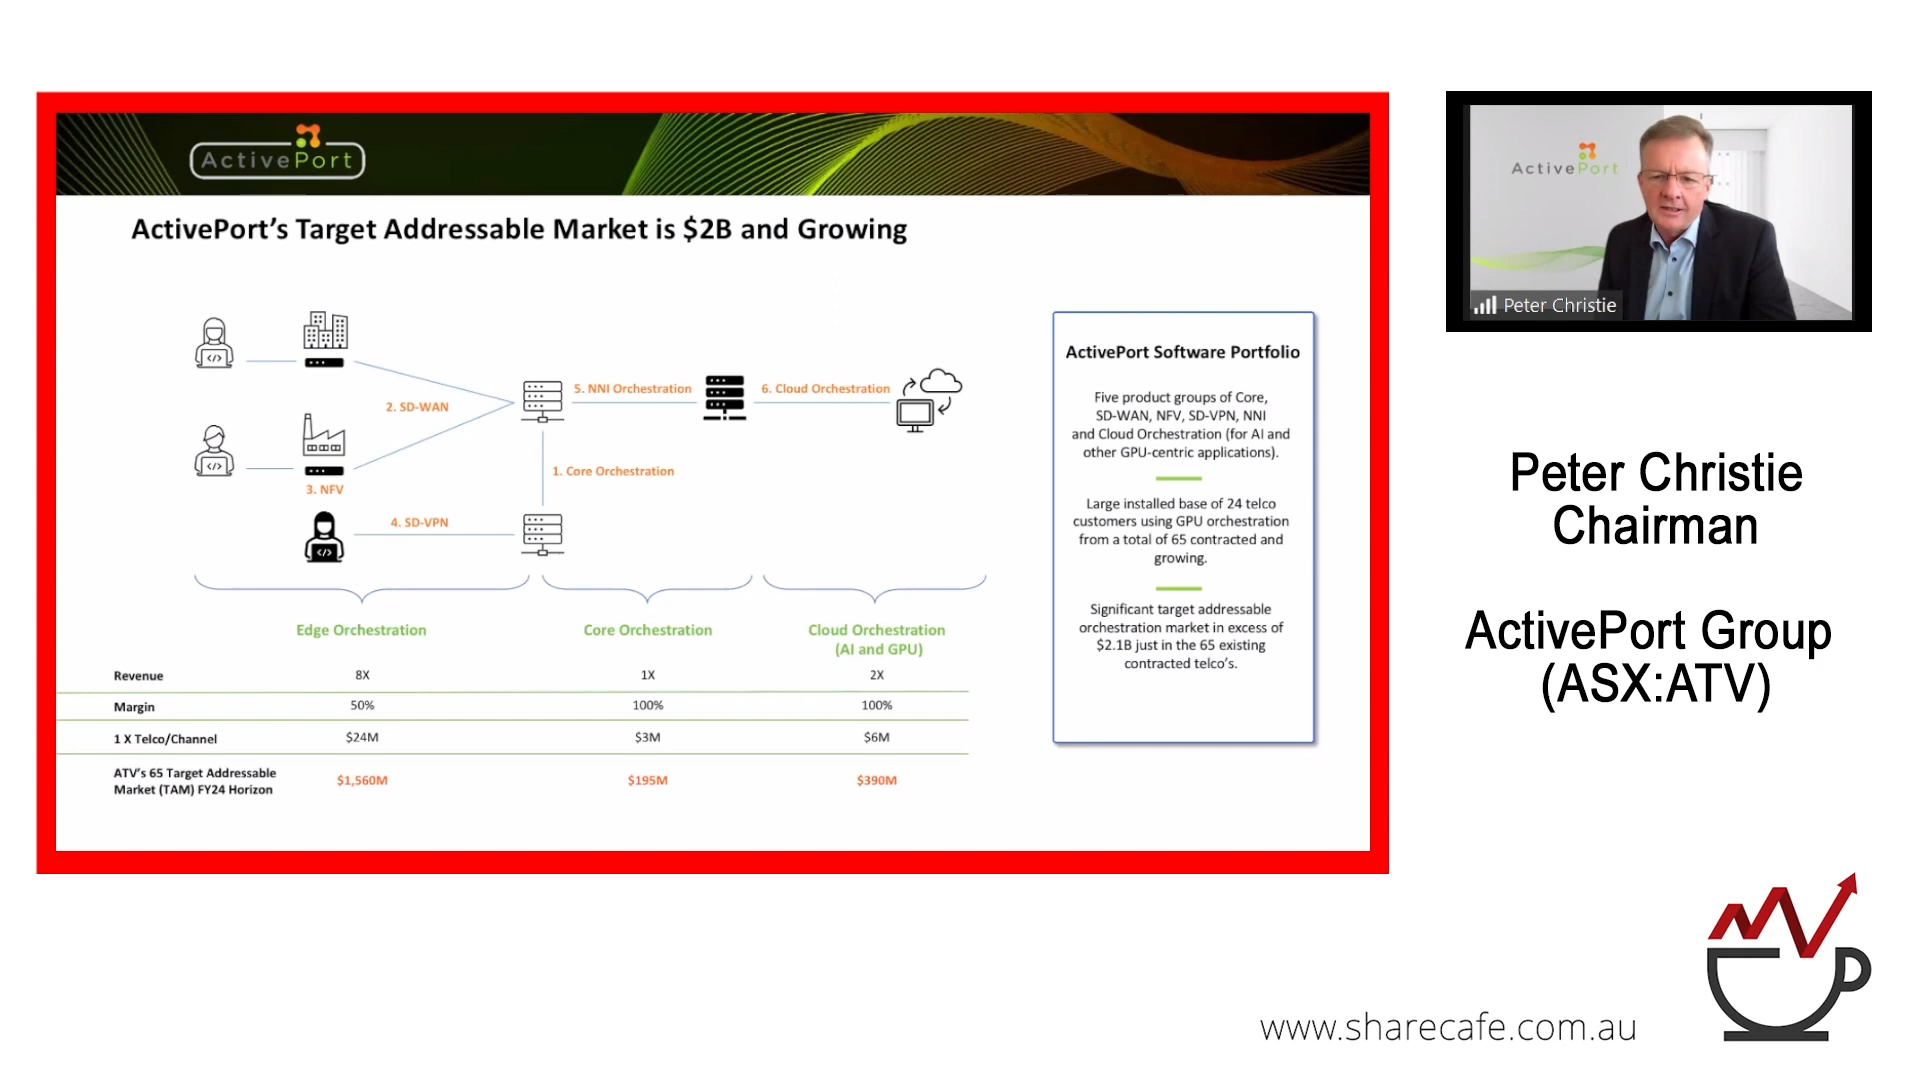 ActivePort
ActivePort's Target Addressable Market is $2B and Growing
2. SD-WAN
5. NNI Orchestration
6. Cloud Orchestration
1. Core Orchestration
3. NFV
4. SD-VPN
Edge Orchestration
Core Orchestration
Cloud Orchestration
(AI and GPU)
Revenue 8X 1X 2X
Margin 50% 100% 100%
1 X Telco/Channel $24M $3M $6M
ATV's 65 Target Addressable
Market (TAM) FY24 Horizon $1,560M $195M $390M
ActivePort Software Portfolio
Five product groups of Core,
SD-WAN, NFV, SD-VPN, NNI
and Cloud Orchestration (for AI and
other GPU-centric applications).
Large installed base of 24 telco
customers using GPU orchestration
from a total of 65 contracted and
growing.
Significant target addressable
orchestration market in excess of
$2.1B just in the 65 existing
contracted telco's.
ActivePort
Peter Christie
Peter Christie
Chairman
ActivePort Group
(ASX:ATV)
www.sharecafe.com.au